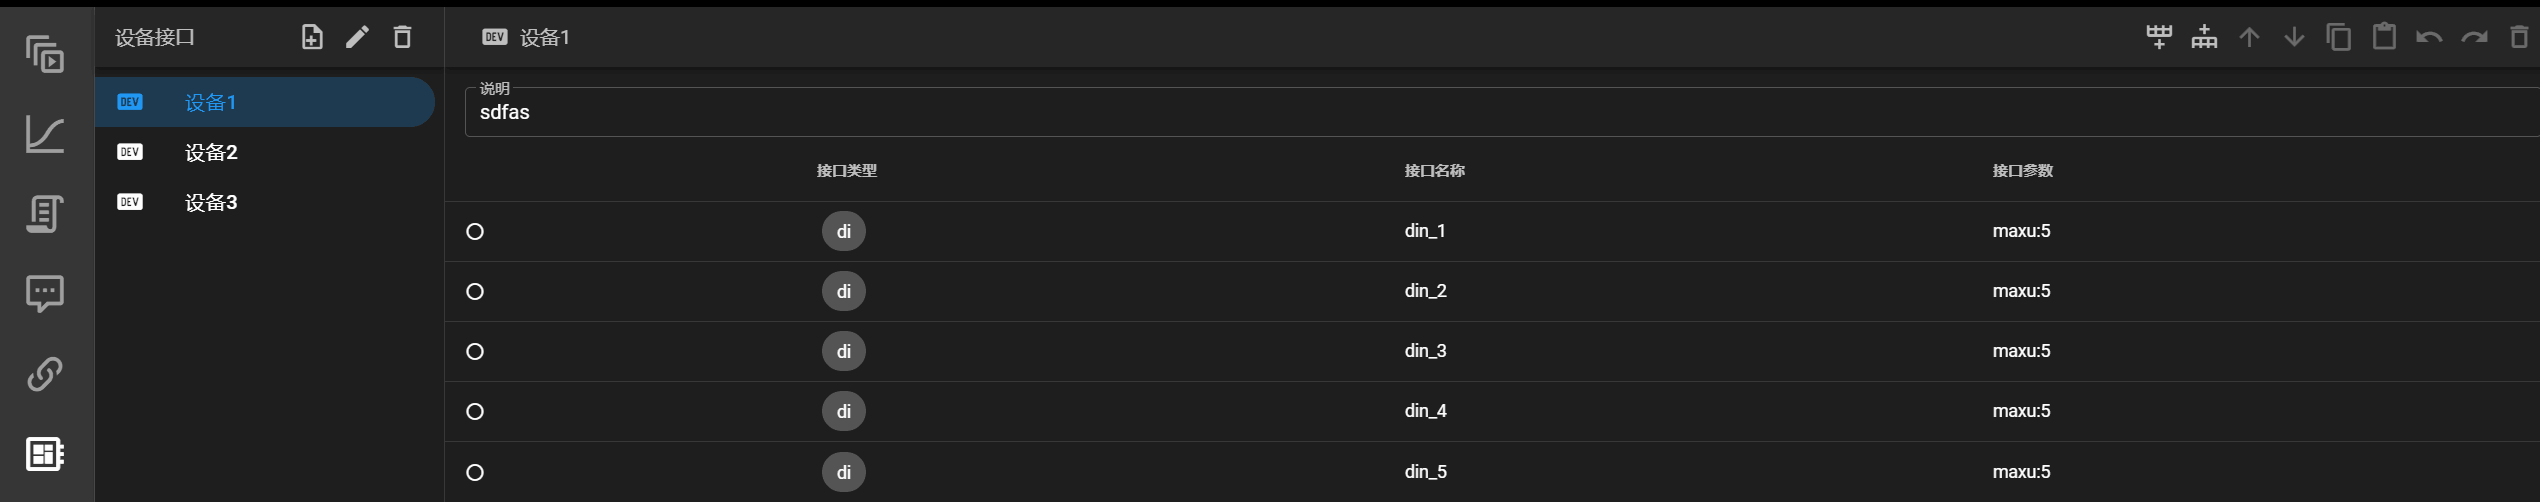 设备接口
DEV 设备1
DEV 设备1
DEV 设备2
DEV 设备3
说明
sdfas
接口类型 接口名称 接口参数
di din_1 maxu:5
di din_2 maxu:5
di din_3 maxu:5
di din_4 maxu:5
di din_5 maxu:5